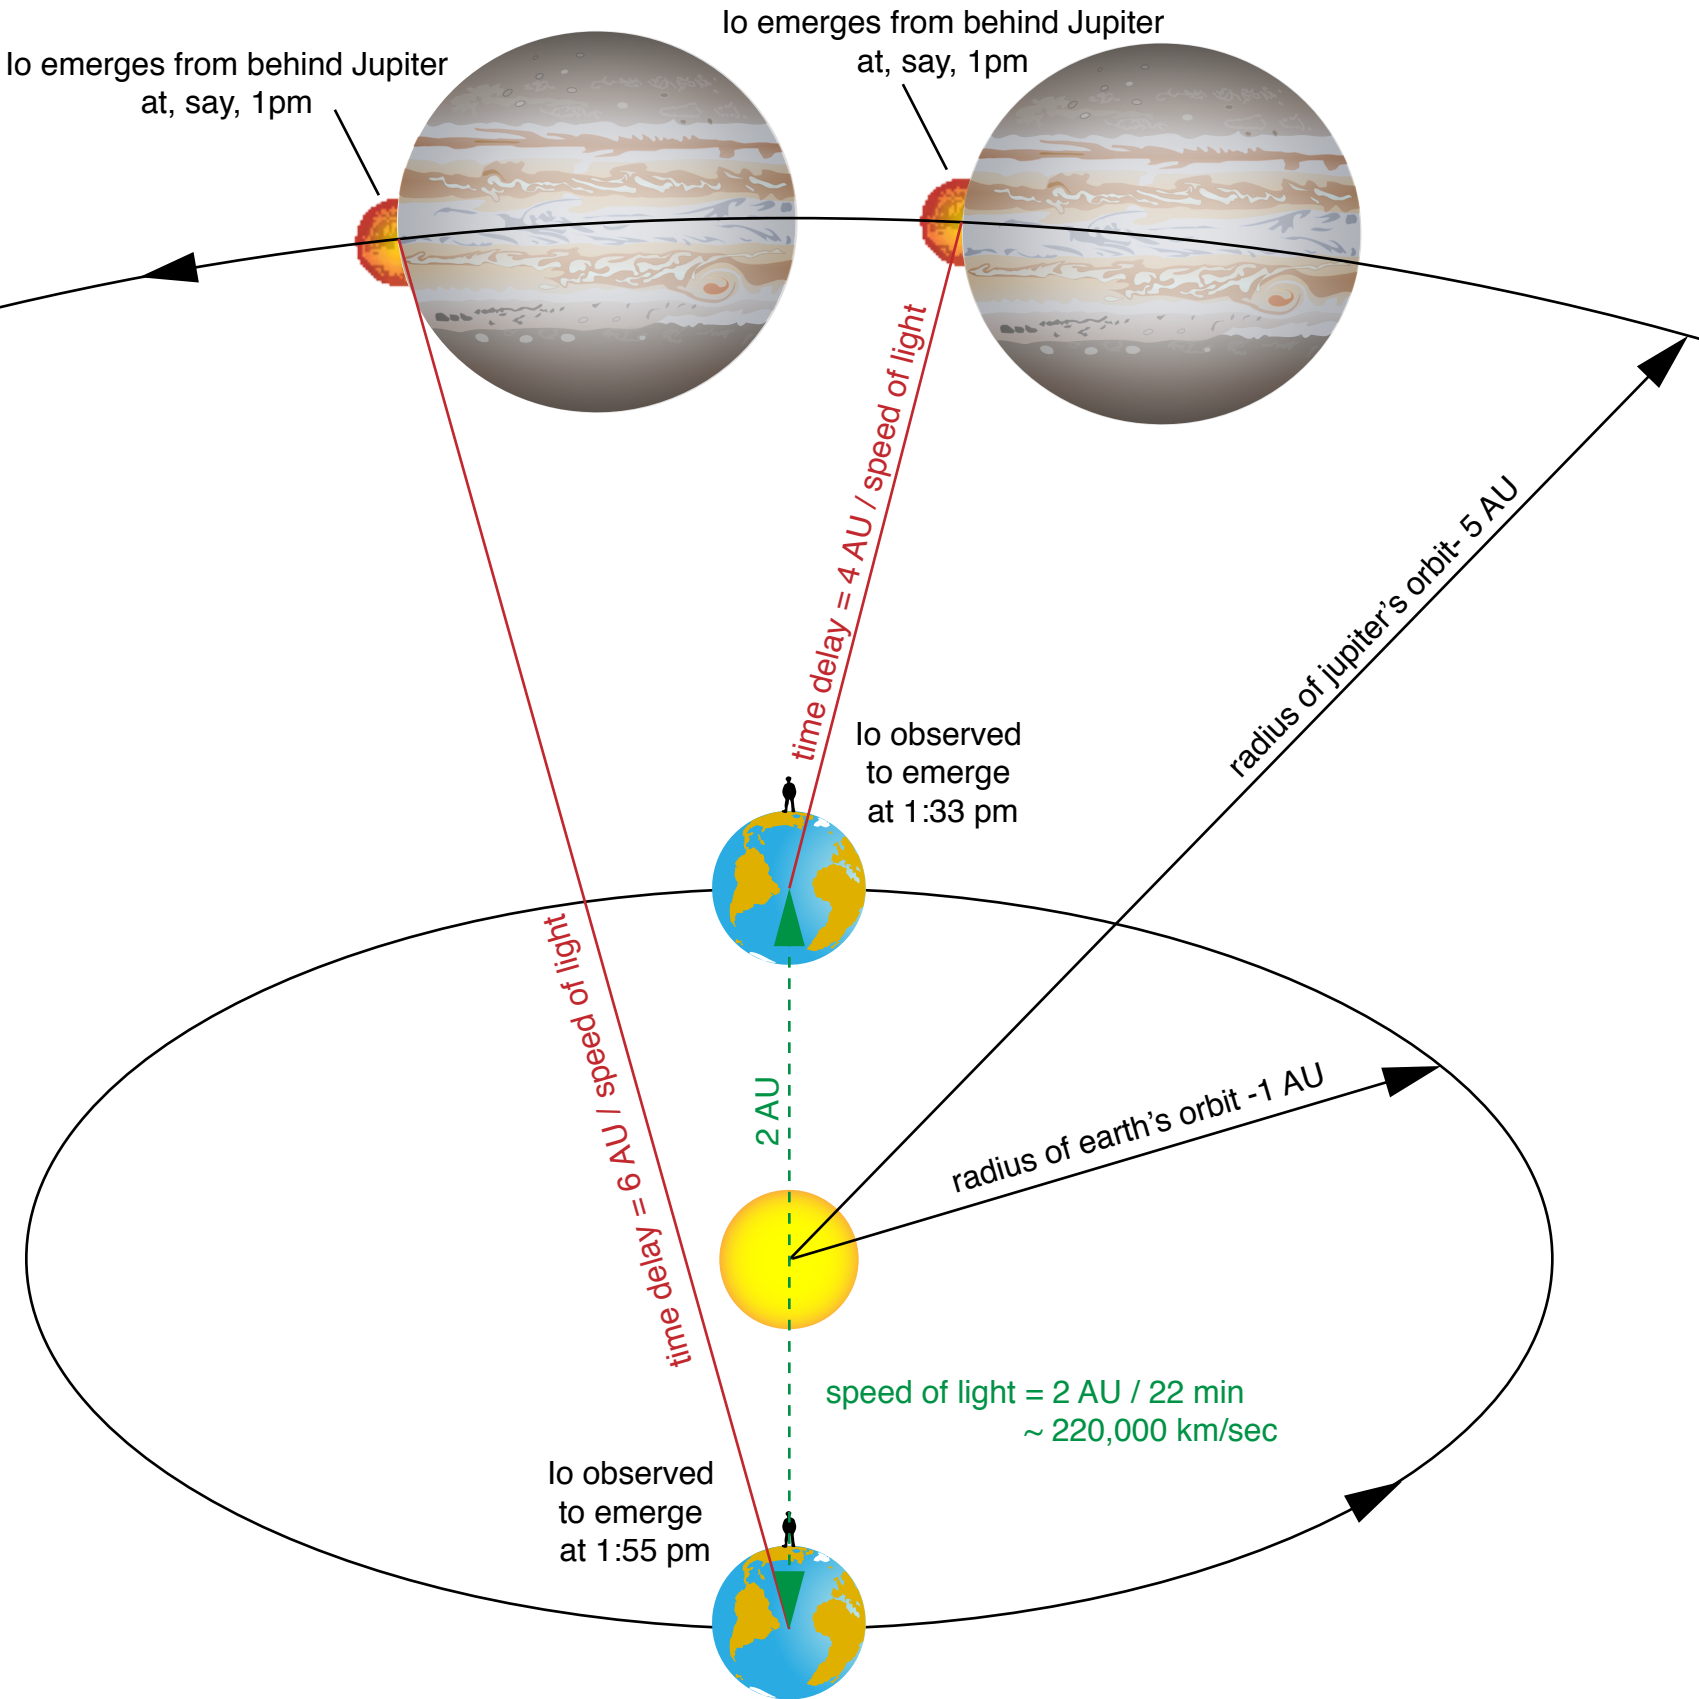 Io emerges from behind Jupiter
at, say, 1pm
Io emerges from behind Jupiter
at, say, 1pm
time delay = 4 AU / speed of light
radius of jupiter's orbit- 5 AU
Io observed
to emerge
at 1:33 pm
time delay = 6 AU / speed of light
2 AU
radius of earth's orbit -1 AU
speed of light = 2 AU / 22 min
~ 220,000 km/sec
Io observed
to emerge
at 1:55 pm